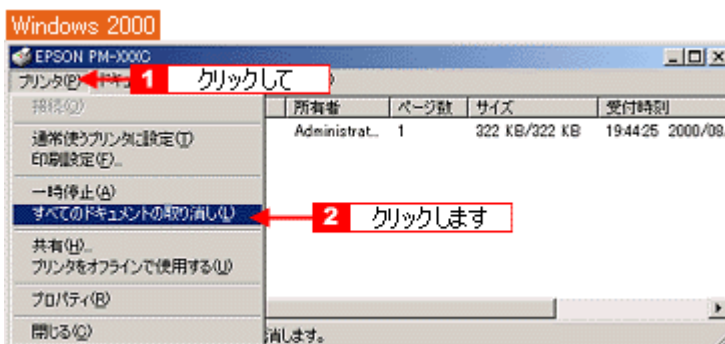 Windows 2000
EPSON PM-XXXC
プリンタ(P)
1 クリックして
接続(O)
所有者 ページ数 サイズ 受付時刻
通常使うプリンタに設定(T)
Administrat... 1 322 KB/322 KB 19:44:25 2000/08
印刷設定(F)...
一時停止(A)
すべてのドキュメントの取り消し(L)
2 クリックします
共有(H)...
プリンタをオフラインで使用する(U)
プロパティ(R)
閉じる(C)
消します。